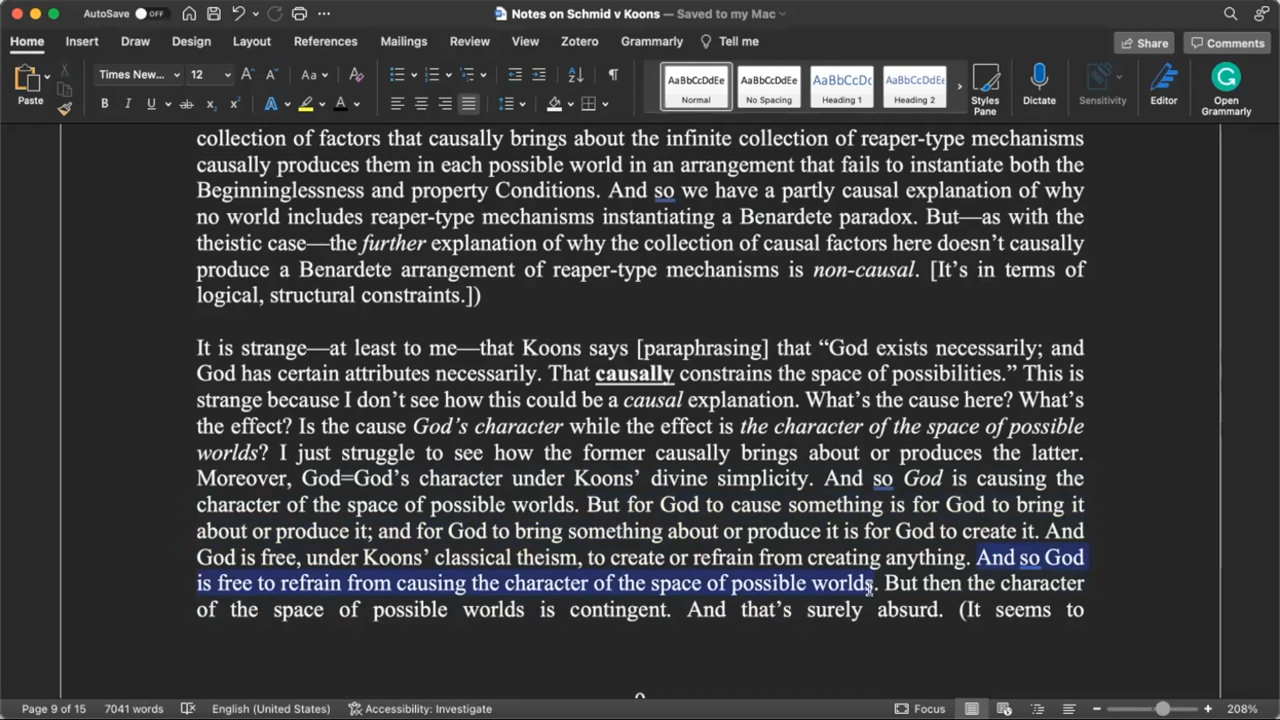 AutoSave OFF Notes on Schmid v Koons — Saved to my Mac
Home Insert Draw Design Layout References Mailings Review View Zotero Grammarly Tell me Share Comments
Paste Times New... 12 Aa AaBbCcDdEe Normal AaBbCcDdEe No Spacing AaBbCcDc Heading 1 AaBbCcDdEe Heading 2 Styles Pane Dictate Sensitivity Editor Open Grammarly
collection of factors that causally brings about the infinite collection of reaper-type mechanisms
causally produces them in each possible world in an arrangement that fails to instantiate both the
Beginninglessness and property Conditions. And so we have a partly causal explanation of why
no world includes reaper-type mechanisms instantiating a Benardete paradox. But—as with the
theistic case—the further explanation of why the collection of causal factors here doesn't causally
produce a Benardete arrangement of reaper-type mechanisms is non-causal. [It's in terms of
logical, structural constraints.])
It is strange—at least to me—that Koons says [paraphrasing] that “God exists necessarily; and
God has certain attributes necessarily. That causally constrains the space of possibilities.” This is
strange because I don't see how this could be a causal explanation. What's the cause here? What's
the effect? Is the cause God's character while the effect is the character of the space of possible
worlds? I just struggle to see how the former causally brings about or produces the latter.
Moreover, God=God's character under Koons' divine simplicity. And so God is causing the
character of the space of possible worlds. But for God to cause something is for God to bring it
about or produce it; and for God to bring something about or produce it is for God to create it. And
God is free, under Koons' classical theism, to create or refrain from creating anything. And so God
is free to refrain from causing the character of the space of possible worlds. But then the character
of the space of possible worlds is contingent. And that's surely absurd. (It seems to
Page 9 of 15 7041 words English (United States) Accessibility: Investigate Focus 208%